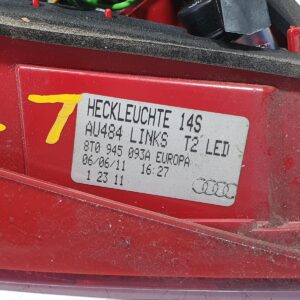 HECKLEUCHTE 14S
AU484 LINKS T2 LED
8T0 945 093A EUROPA
06/06/11 16:27
1 23 11